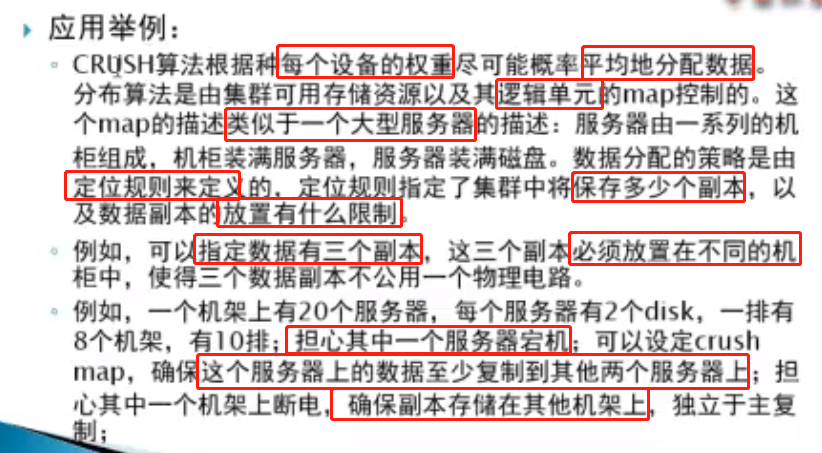 应用举例：
CRUSH算法根据种每个设备的权重尽可能概率平均地分配数据。
分布算法是由集群可用存储资源以及其逻辑单元的map控制的。这
个map的描述类似于一个大型服务器的描述：服务器由一系列的机
柜组成，机柜装满服务器，服务器装满磁盘。数据分配的策略是由
定位规则来定义的，定位规则指定了集群中将保存多少个副本，以
及数据副本的放置有什么限制。
例如，可以指定数据有三个副本，这三个副本必须放置在不同的机
柜中，使得三个数据副本不公用一个物理电路。
例如，一个机架上有20个服务器，每个服务器有2个disk，一排有
8个机架，有10排；担心其中一个服务器宕机；可以设定crush
map，确保这个服务器上的数据至少复制到其他两个服务器上；担
心其中一个机架上断电，确保副本存储在其他机架上，独立于主复
制；